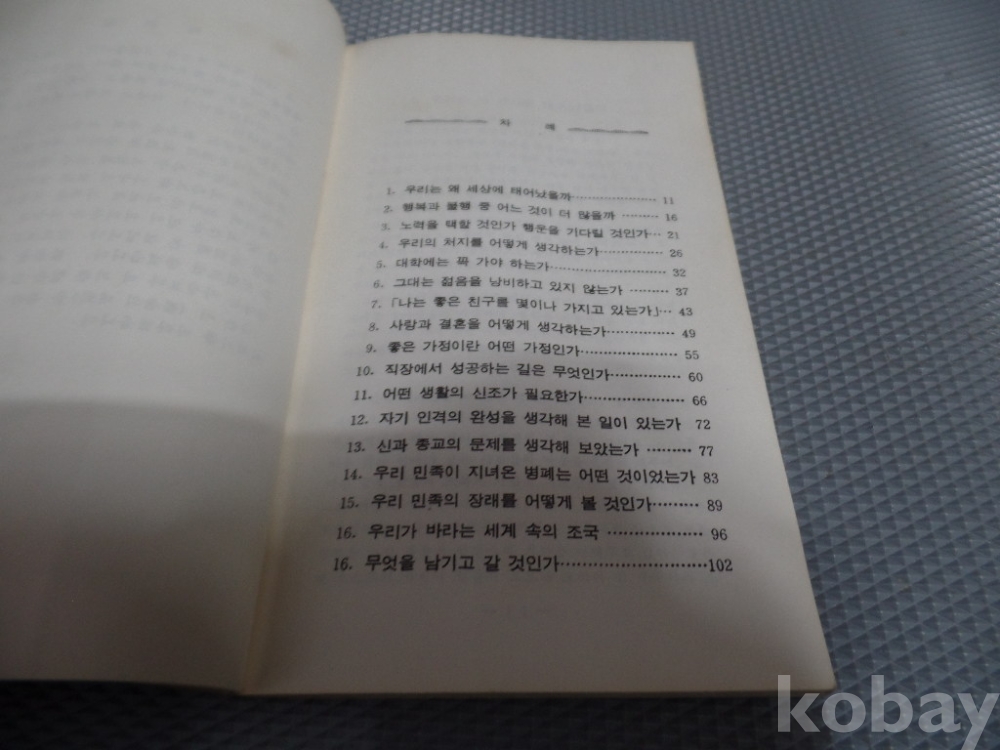 차 례
1. 우리는 왜 세상에 태어났을까 ………………… 11
2. 행복과 불행 중 어느 것이 더 많을까 ……… 16
3. 노력을 택할 것인가 행운을 기다릴 것인가… 21
4. 우리의 처지를 어떻게 생각하는가…………… 26
5. 대학에는 꼭 가야 하는가……………………… 32
6. 그대는 젊음을 낭비하고 있지 않는가 ……… 37
7. 「나는 좋은 친구를 몇이나 가지고 있는가」… 43
8. 사랑과 결혼을 어떻게 생각하는가…………… 49
9. 좋은 가정이란 어떤 가정인가………………… 55
10. 직장에서 성공하는 길은 무엇인가………… 60
11. 어떤 생활의 신조가 필요한가……………… 66
12. 자기 인격의 완성을 생각해 본 일이 있는가 72
13. 신과 종교의 문제를 생각해 보았는가 ……… 77
14. 우리 민족이 지녀온 병폐는 어떤 것이었는가 83
15. 우리 민족의 장래를 어떻게 볼 것인가……… 89
16. 우리가 바라는 세계 속의 조국 ……………… 96
16. 무엇을 남기고 갈 것인가………………………102
kobay